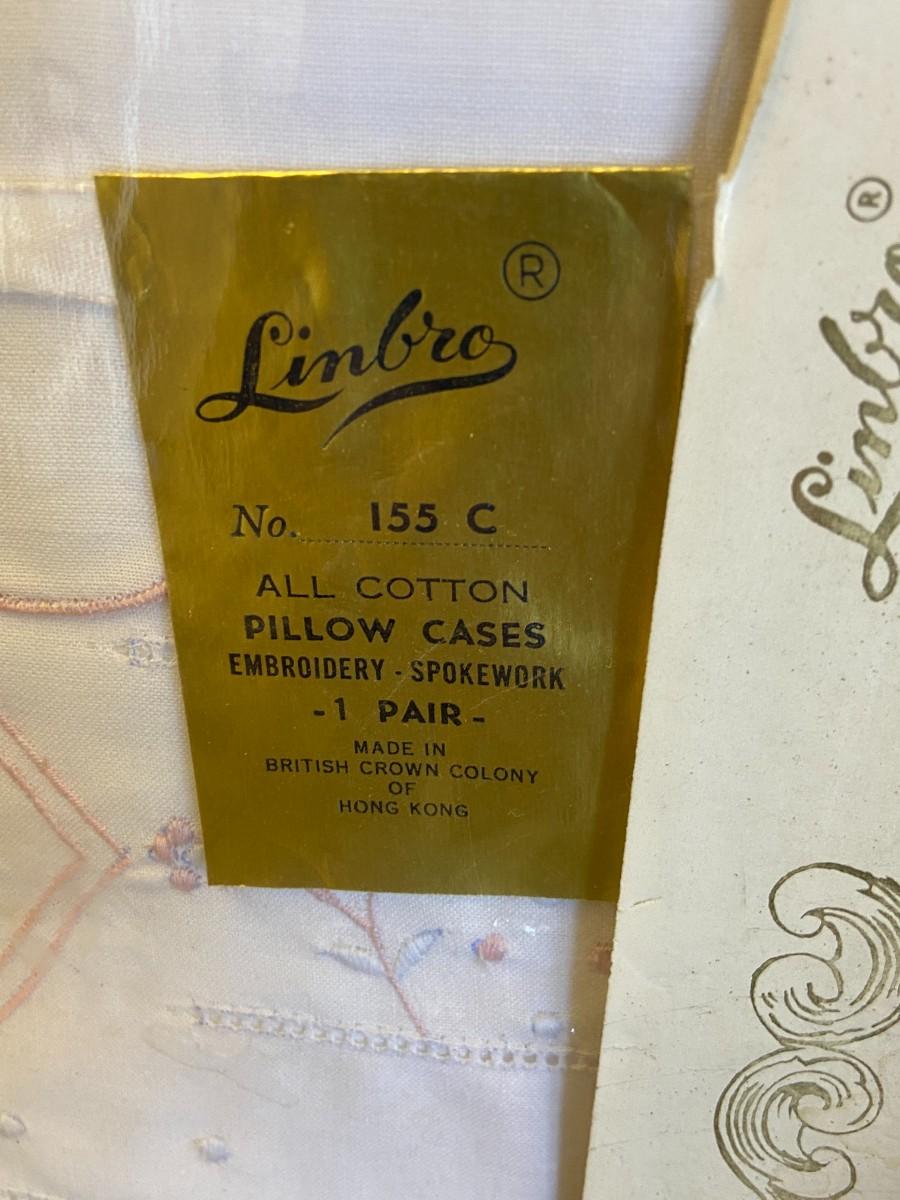 Linbro ®
No. 155 C
ALL COTTON
PILLOW CASES
EMBROIDERY - SPOKEWORK
- 1 PAIR -
MADE IN
BRITISH CROWN COLONY
OF
HONG KONG
Linbro ®